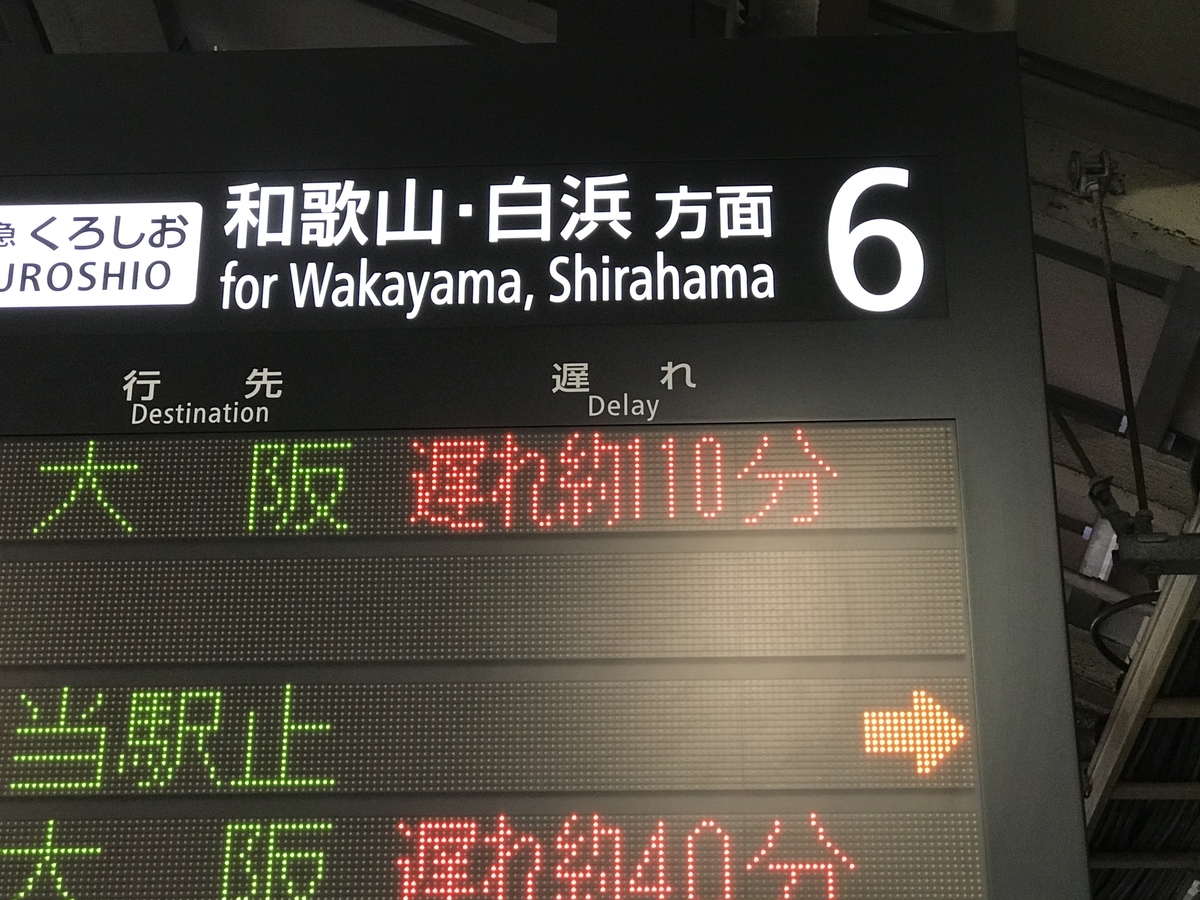 急 くろしお
UROSHIO
和歌山・白浜 方面
for Wakayama, Shirahama
6
行先
Destination
遅れ
Delay
大阪 遅れ約110分
当駅止
大阪 遅れ約40分